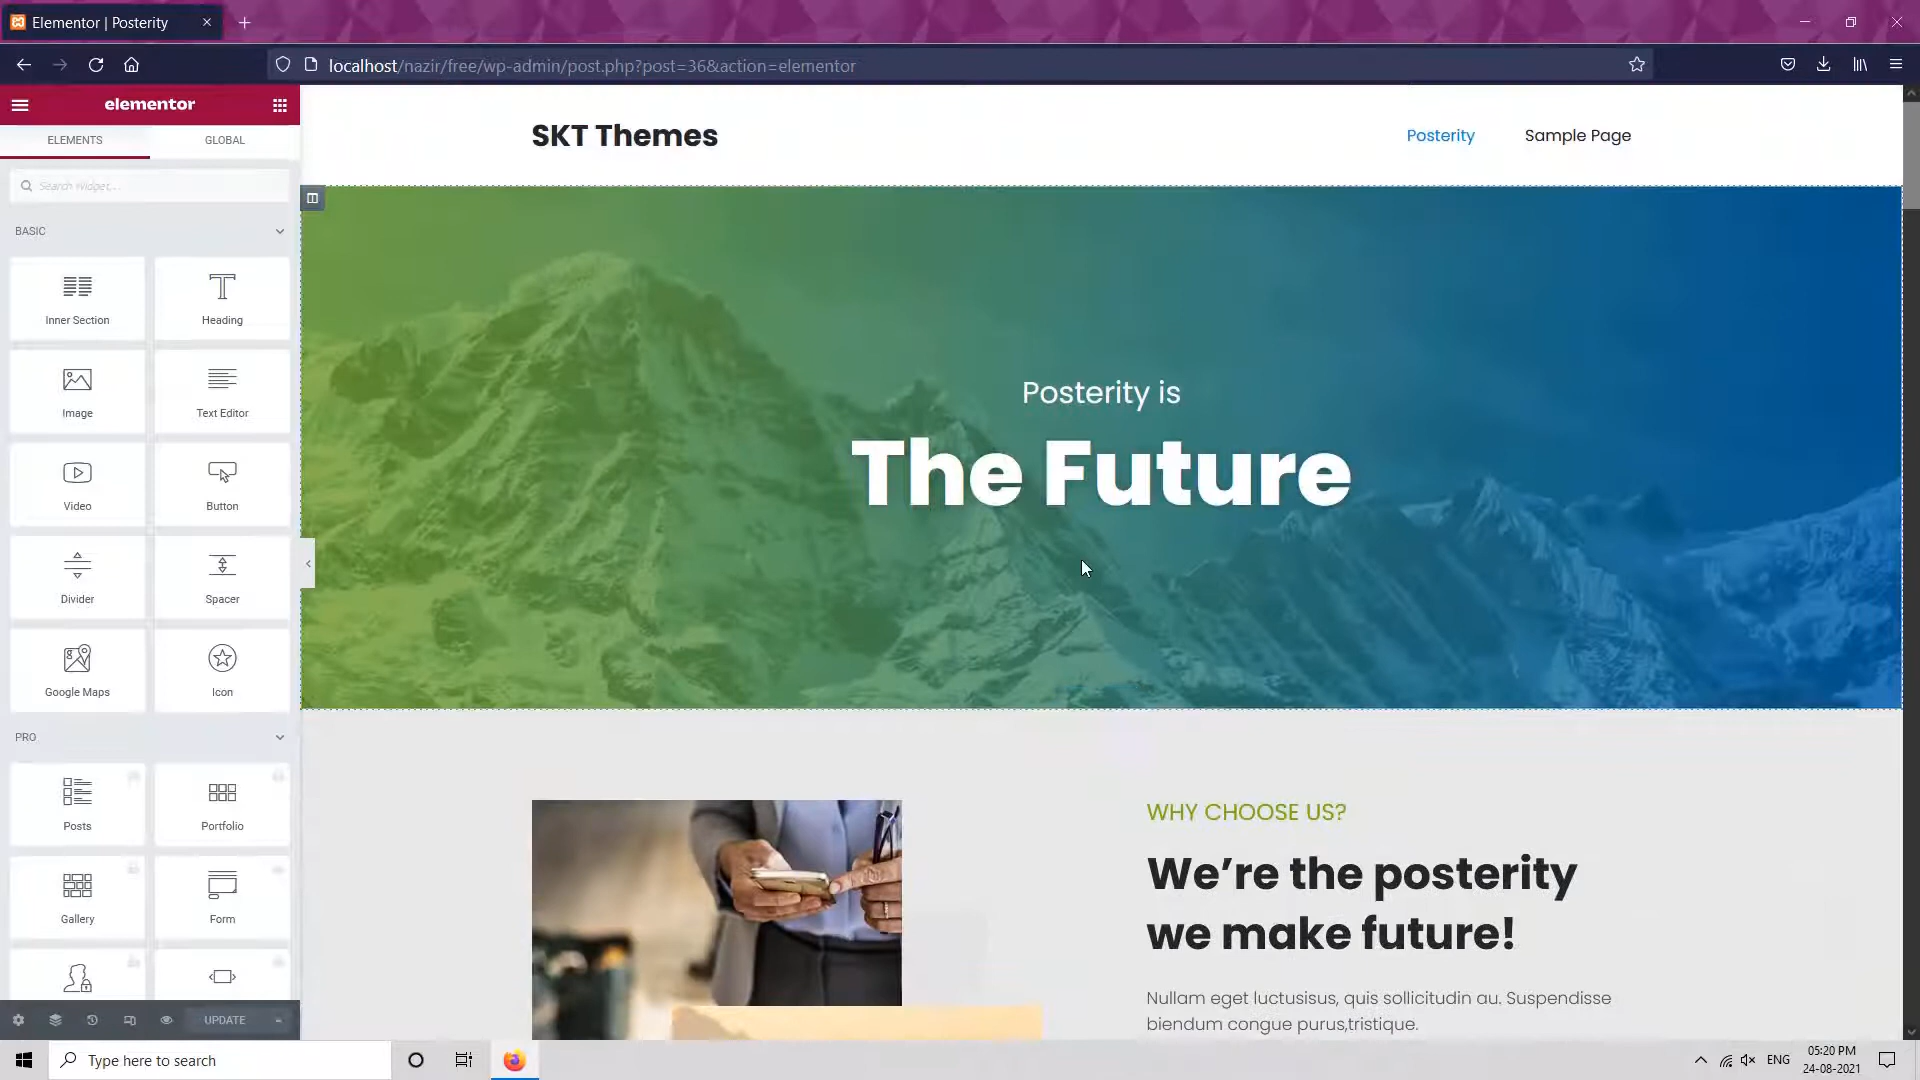 Elementor | Posterity
localhost/nazir/free/wp-admin/post.php?post=36&action=elementor
elementor
ELEMENTS
GLOBAL
Search Widget...
BASIC
Inner Section
Heading
Image
Text Editor
Video
Button
Divider
Spacer
Google Maps
Icon
PRO
Posts
Portfolio
Gallery
Form
UPDATE
SKT Themes
Posterity
Sample Page
Posterity is
The Future
WHY CHOOSE US?
We’re the posterity
we make future!
Nullam eget luctusisus, quis sollicitudin au. Suspendisse
biendum congue purus,tristique.
Type here to search
ENG
05:20 PM
24-08-2021